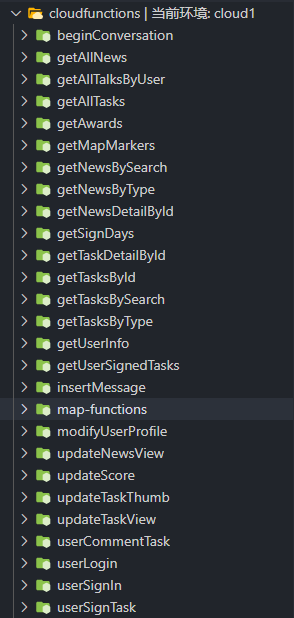 cloudfunctions | 当前环境: cloud1
beginConversation
getAllNews
getAllTalksByUser
getAllTasks
getAwards
getMapMarkers
getNewsBySearch
getNewsByType
getNewsDetailById
getSignDays
getTaskDetailById
getTasksById
getTasksBySearch
getTasksByType
getUserInfo
getUserSignedTasks
insertMessage
map-functions
modifyUserProfile
updateNewsView
updateScore
updateTaskThumb
updateTaskView
userCommentTask
userLogin
userSignIn
userSignTask